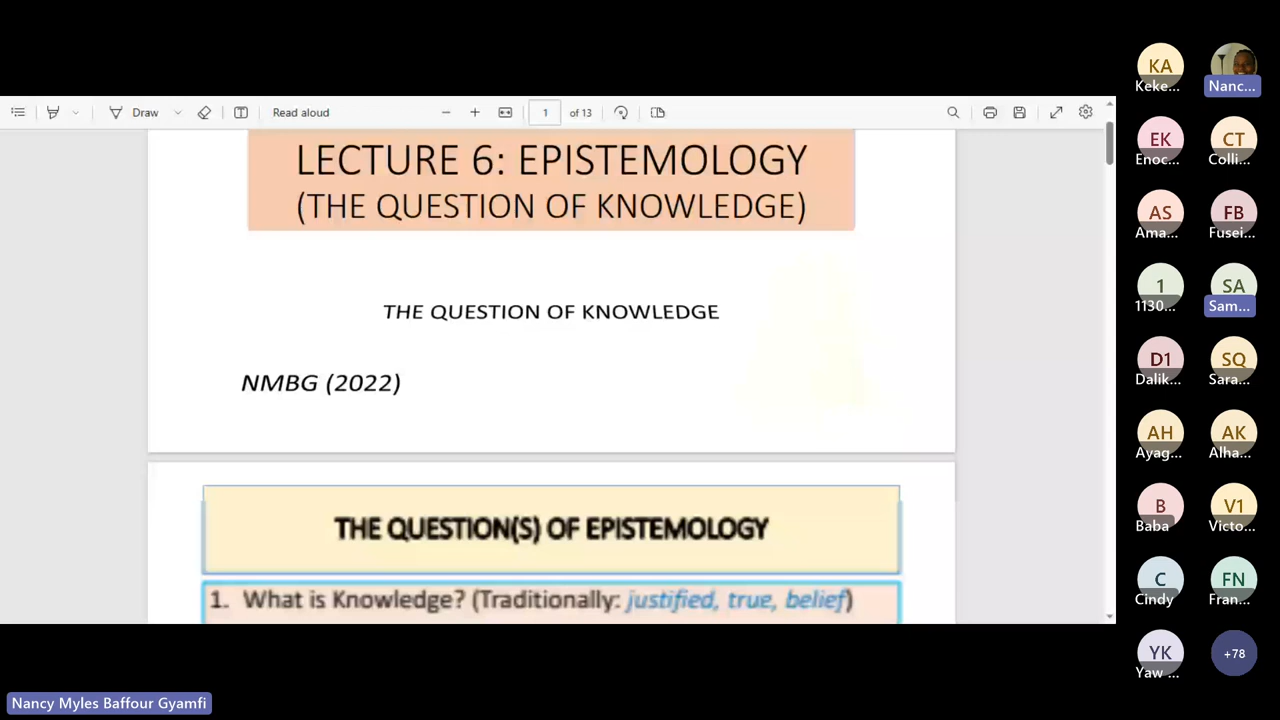 Draw
Read aloud
1 of 13
LECTURE 6: EPISTEMOLOGY
(THE QUESTION OF KNOWLEDGE)
THE QUESTION OF KNOWLEDGE
NMBG (2022)
THE QUESTION(S) OF EPISTEMOLOGY
1. What is Knowledge? (Traditionally: justified, true, belief)
KA
Keke...
Nanc...
EK
Enoc...
CT
Colli...
AS
Ama...
FB
Fusei...
1
1130...
SA
Sam...
D1
Dalik...
SQ
Sara...
AH
Ayag...
AK
Alha...
B
Baba
V1
Victo...
C
Cindy
FN
Fran...
YK
Yaw ...
+78
Nancy Myles Baffour Gyamfi